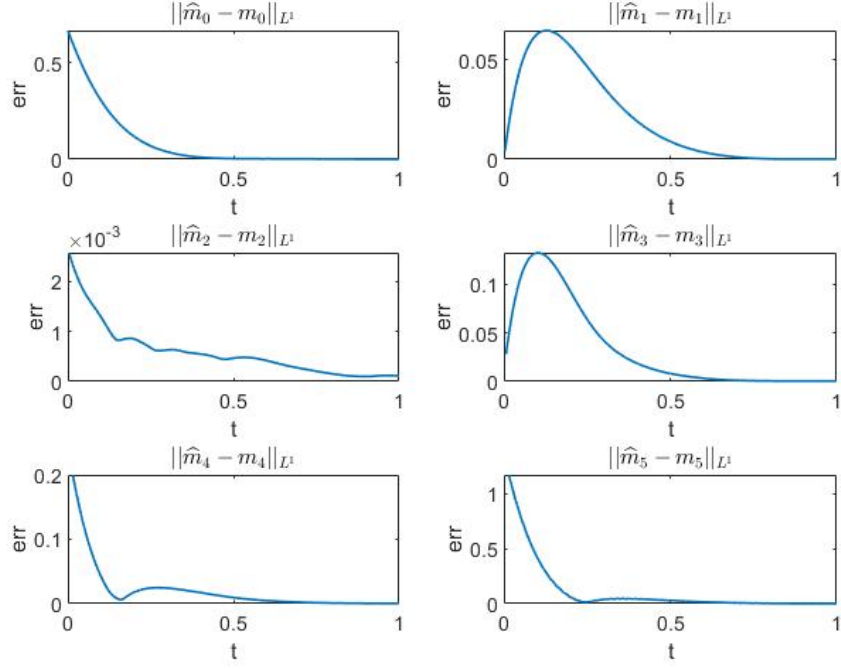 ||m̂₀ − m₀||_{L¹}
0.5
0
err
0
0.5
1
t
||m̂₁ − m₁||_{L¹}
0.05
0
err
0
0.5
1
t
×10⁻³
||m̂₂ − m₂||_{L¹}
2
1
0
err
0
0.5
1
t
||m̂₃ − m₃||_{L¹}
0.1
0.05
0
err
0
0.5
1
t
||m̂₄ − m₄||_{L¹}
0.2
0.1
0
err
0
0.5
1
t
||m̂₅ − m₅||_{L¹}
1
0.5
0
err
0
0.5
1
t